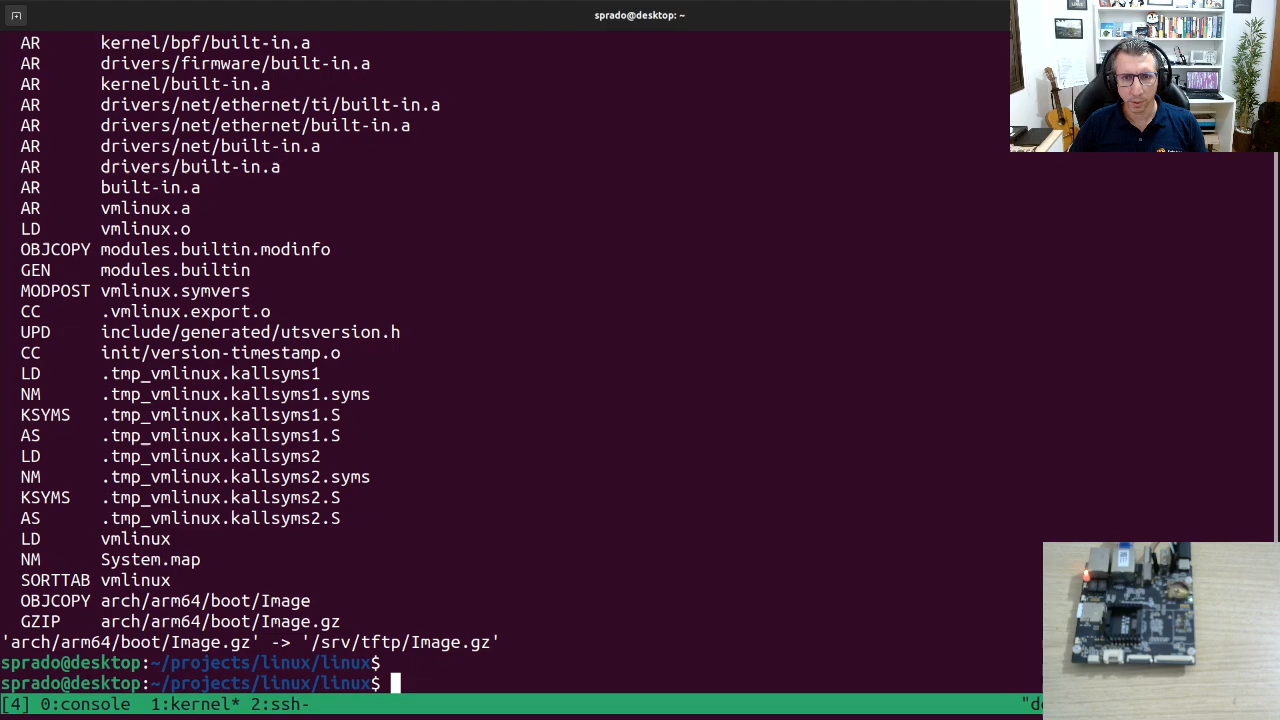 sprado@desktop: ~
AR kernel/bpf/built-in.a
AR drivers/firmware/built-in.a
AR kernel/built-in.a
AR drivers/net/ethernet/ti/built-in.a
AR drivers/net/ethernet/built-in.a
AR drivers/net/built-in.a
AR drivers/built-in.a
AR built-in.a
AR vmlinux.a
LD vmlinux.o
OBJCOPY modules.builtin.modinfo
GEN modules.builtin
MODPOST vmlinux.symvers
CC .vmlinux.export.o
UPD include/generated/utsversion.h
CC init/version-timestamp.o
LD .tmp_vmlinux.kallsyms1
NM .tmp_vmlinux.kallsyms1.syms
KSYMS .tmp_vmlinux.kallsyms1.S
AS .tmp_vmlinux.kallsyms1.S
LD .tmp_vmlinux.kallsyms2
NM .tmp_vmlinux.kallsyms2.syms
KSYMS .tmp_vmlinux.kallsyms2.S
AS .tmp_vmlinux.kallsyms2.S
LD vmlinux
NM System.map
SORTTAB vmlinux
OBJCOPY arch/arm64/boot/Image
GZIP arch/arm64/boot/Image.gz
'arch/arm64/boot/Image.gz' -> '/srv/tftp/Image.gz'
sprado@desktop:~/projects/linux/linux$
sprado@desktop:~/projects/linux/linux$
[4] 0:console 1:kernel* 2:ssh-